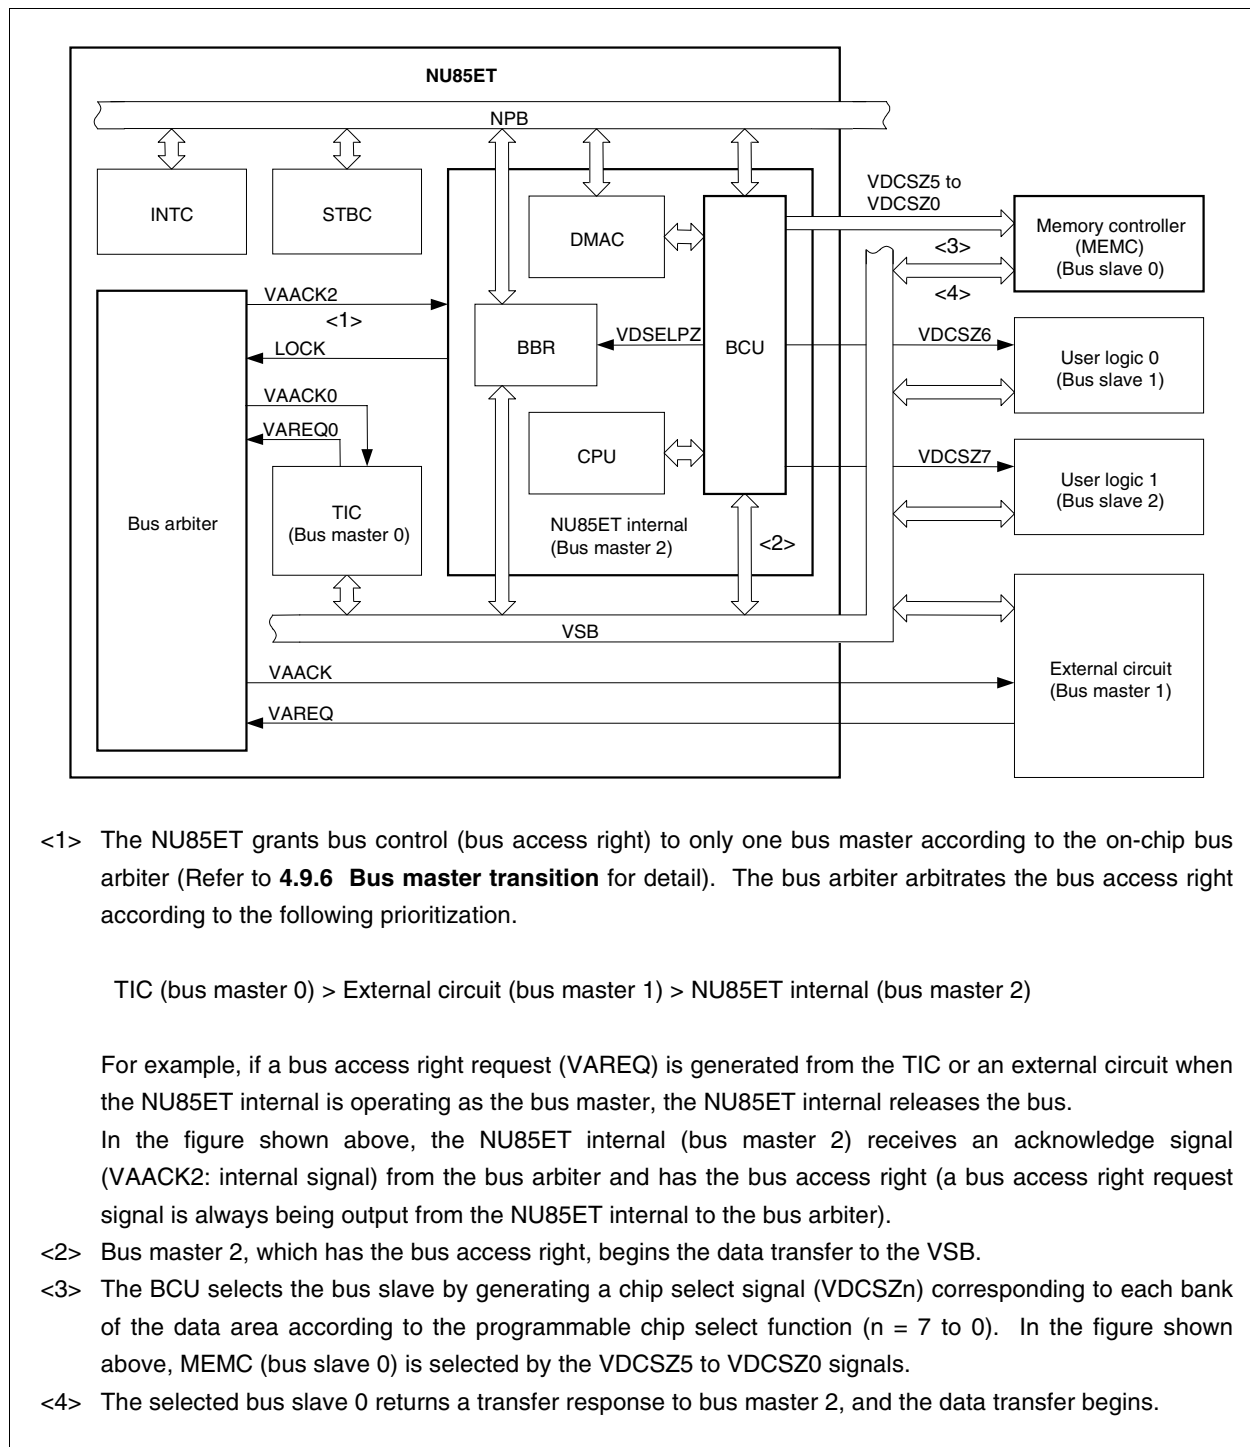 NU85ET
NPB
INTC
STBC
DMAC
VDCSZ5 to
VDCSZ0
Memory controller
(MEMC)
(Bus slave 0)
<3>
<4>
VAACK2
<1>
LOCK
BBR
VDSELPZ
BCU
VDCSZ6
User logic 0
(Bus slave 1)
VAACK0
VAREQ0
CPU
VDCSZ7
User logic 1
(Bus slave 2)
Bus arbiter
TIC
(Bus master 0)
NU85ET internal
(Bus master 2)
<2>
VSB
VAACK
VAREQ
External circuit
(Bus master 1)
<1> The NU85ET grants bus control (bus access right) to only one bus master according to the on-chip bus
arbiter (Refer to 4.9.6 Bus master transition for detail). The bus arbiter arbitrates the bus access right
according to the following prioritization.
TIC (bus master 0) > External circuit (bus master 1) > NU85ET internal (bus master 2)
For example, if a bus access right request (VAREQ) is generated from the TIC or an external circuit when
the NU85ET internal is operating as the bus master, the NU85ET internal releases the bus.
In the figure shown above, the NU85ET internal (bus master 2) receives an acknowledge signal
(VAACK2: internal signal) from the bus arbiter and has the bus access right (a bus access right request
signal is always being output from the NU85ET internal to the bus arbiter).
<2> Bus master 2, which has the bus access right, begins the data transfer to the VSB.
<3> The BCU selects the bus slave by generating a chip select signal (VDCSZn) corresponding to each bank
of the data area according to the programmable chip select function (n = 7 to 0). In the figure shown
above, MEMC (bus slave 0) is selected by the VDCSZ5 to VDCSZ0 signals.
<4> The selected bus slave 0 returns a transfer response to bus master 2, and the data transfer begins.